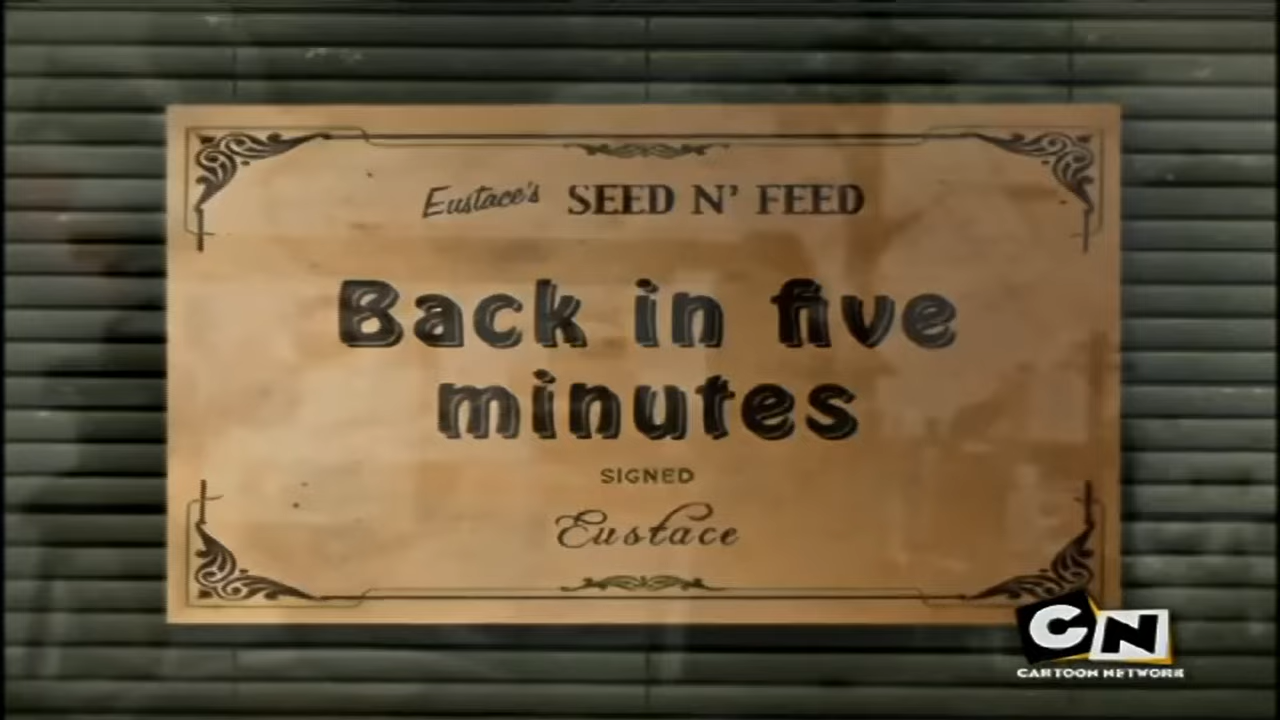 Eustace's SEED N' FEED
Back in five
minutes
SIGNED
Eustace
CN
CARTOON NETWORK